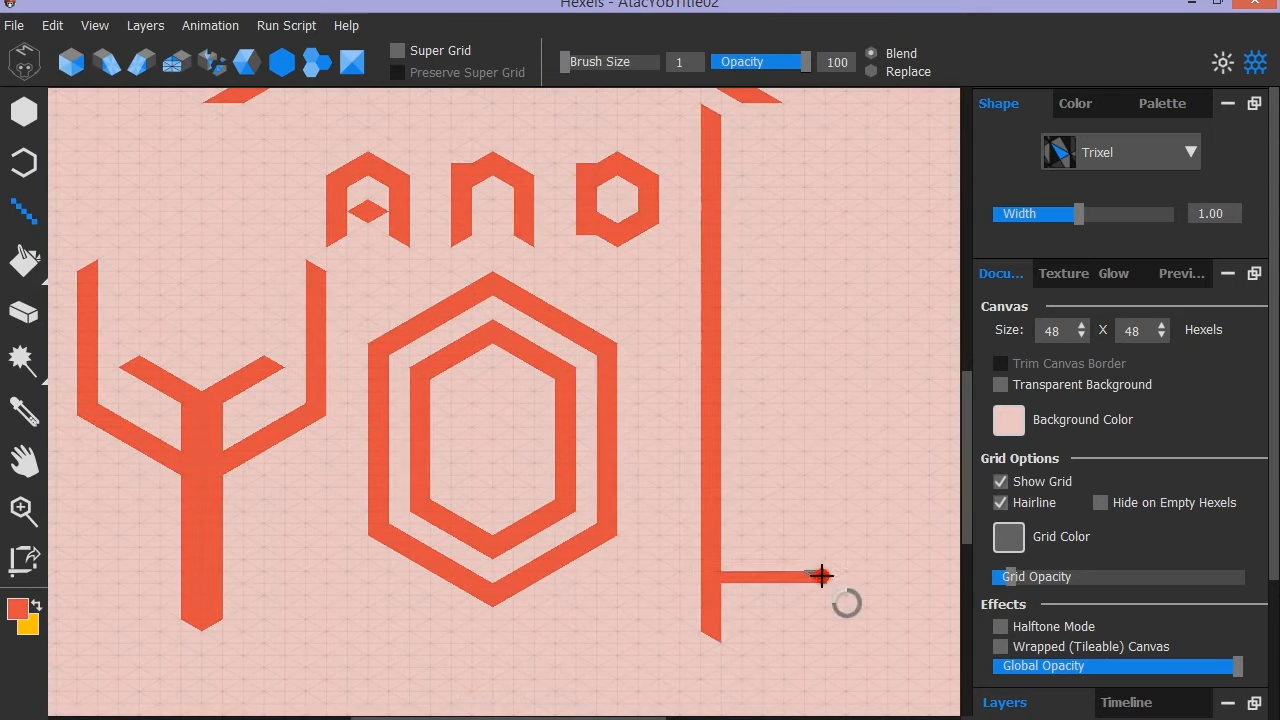 Hexels - AtacYobTitle02
File Edit View Layers Animation Run Script Help
Super Grid
Preserve Super Grid
Brush Size 1 Opacity 100
Blend
Replace
Shape Color Palette
Trixel
Width 1.00
Docu... Texture Glow Previ...
Canvas
Size: 48 X 48 Hexels
Trim Canvas Border
Transparent Background
Background Color
Grid Options
Show Grid
Hairline Hide on Empty Hexels
Grid Color
Grid Opacity
Effects
Halftone Mode
Wrapped (Tileable) Canvas
Global Opacity
Layers Timeline
and
YO